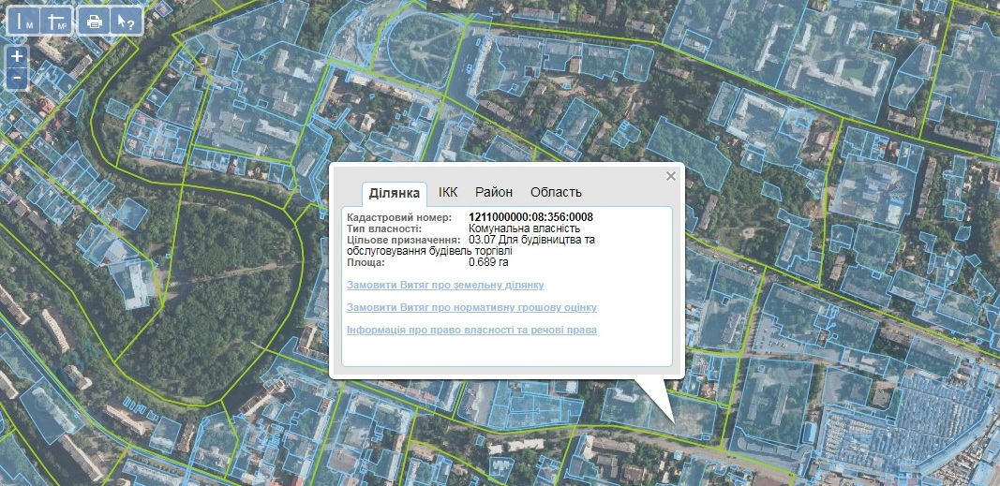 М М² ?
+
-
Ділянка ІКК Район Область
Кадастровий номер: 1211000000:08:356:0008
Тип власності: Комунальна власність
Цільове призначення: 03.07 Для будівництва та
обслуговування будівель торгівлі
Площа: 0.689 га
Замовити Витяг про земельну ділянку
Замовити Витяг про нормативну грошову оцінку
Інформація про право власності та речові права